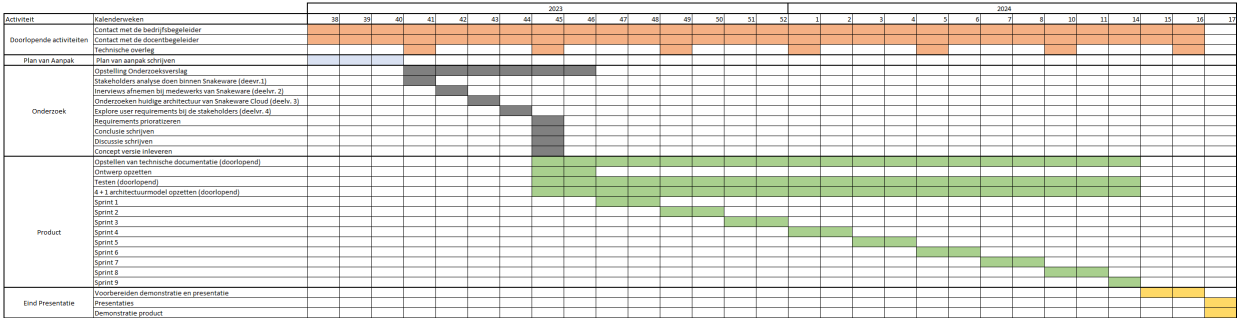 2023 2024
Activiteit Kalenderweken 38 39 40 41 42 43 44 45 46 47 48 49 50 51 52 1 2 3 4 5 6 7 8 9 10 11 14 15 16 17
Contact met de bedrijfsbegeleider
Doorlopende activiteiten Contact met de docentbegeleider
Technische overleg
Plan van Aanpak Plan van aanpak schrijven
Opstelling Onderzoeksverslag
Stakeholders analyse doen binnen Snakeware (deevr.1)
Inerviews afnemen bij medewerks van Snakeware (deelvr. 2)
Onderzoeken huidige architectuur van Snakeware Cloud (deelv. 3)
Onderzoek Explore user requirements bij de stakeholders (deelvr. 4)
Requirements prioratizeren
Conclusie schrijven
Discussie schrijven
Concept versie inleveren
Opstellen van technische documentatie (doorlopend)
Ontwerp opzetten
Testen (doorlopend)
4 + 1 architectuurmodel opzetten (doorlopend)
Sprint 1
Sprint 2
Sprint 3
Product Sprint 4
Sprint 5
Sprint 6
Sprint 7
Sprint 8
Sprint 9
Voorbereiden demonstratie en presentatie
Eind Presentatie Presentaties
Demonstratie product